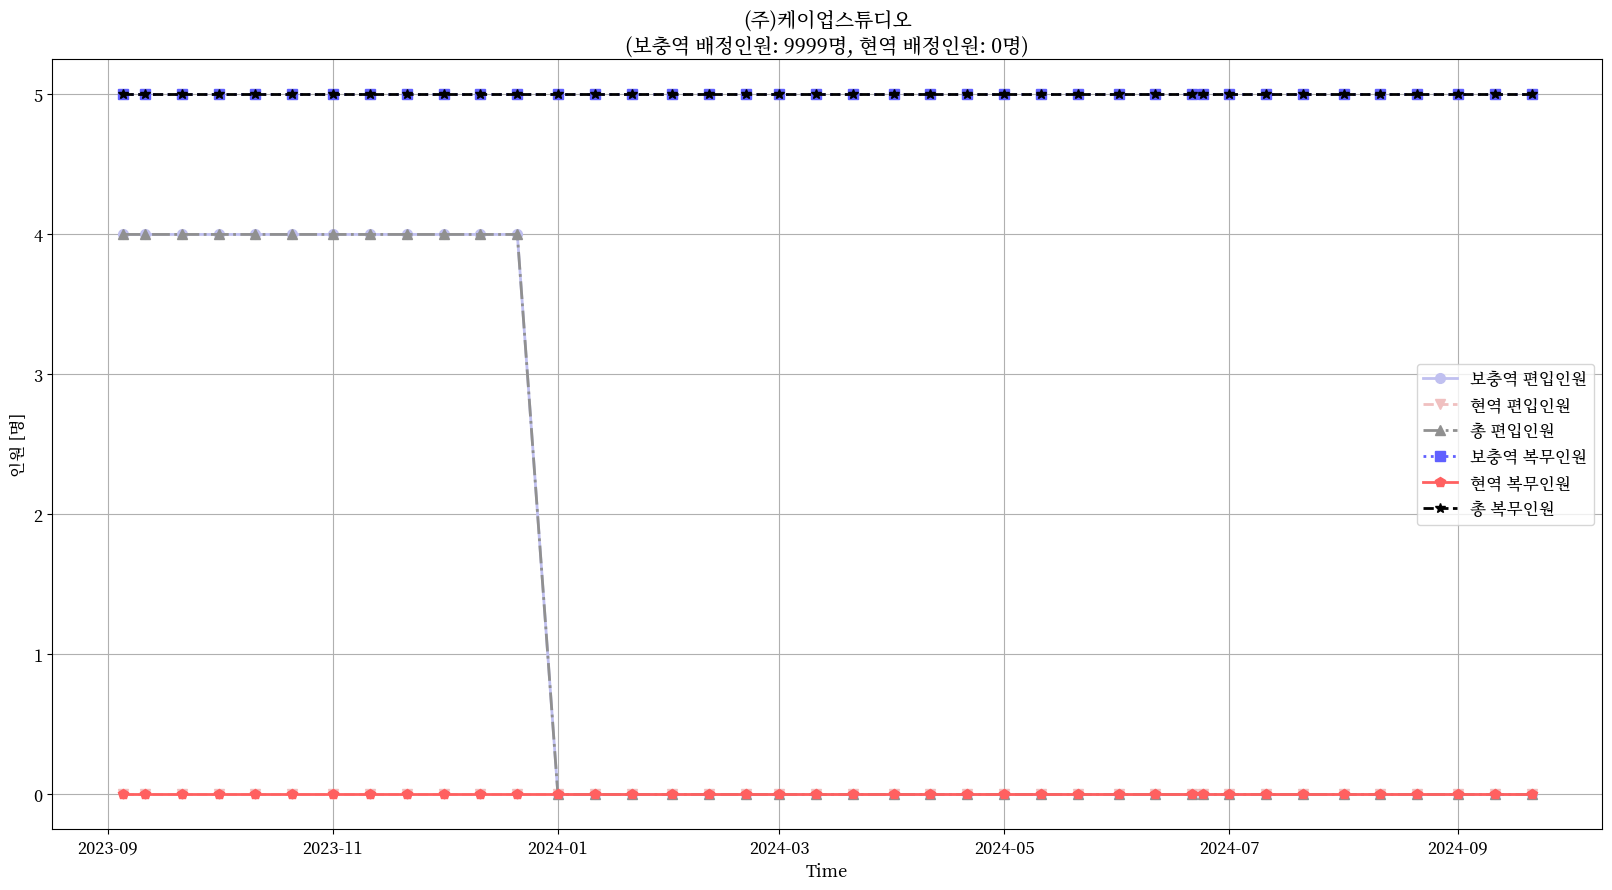 (주)케이업스튜디오
(보충역 배정인원: 9999명, 현역 배정인원: 0명)
인원 [명]
5
4
3
2
1
0
보충역 편입인원
현역 편입인원
총 편입인원
보충역 복무인원
현역 복무인원
총 복무인원
2023-09
2023-11
2024-01
2024-03
2024-05
2024-07
2024-09
Time